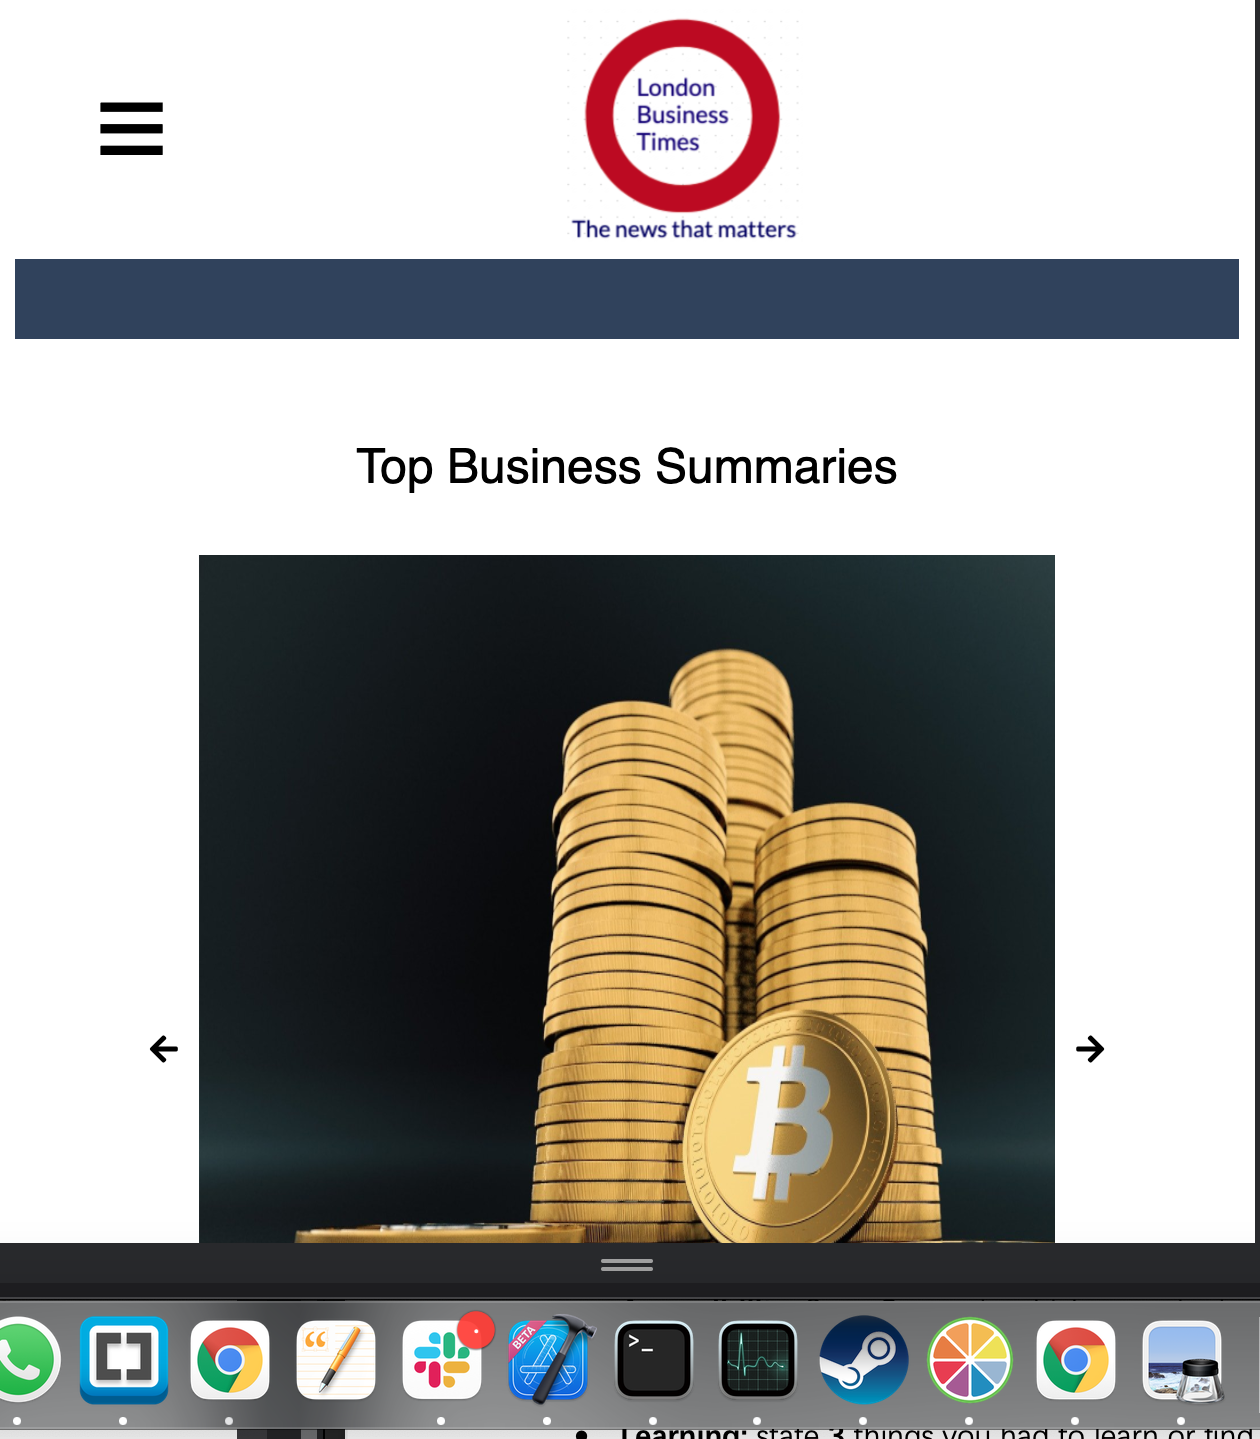 London
Business
Times
The news that matters
Top Business Summaries
BETA
>_
Learning: state 3 things you had to learn or find